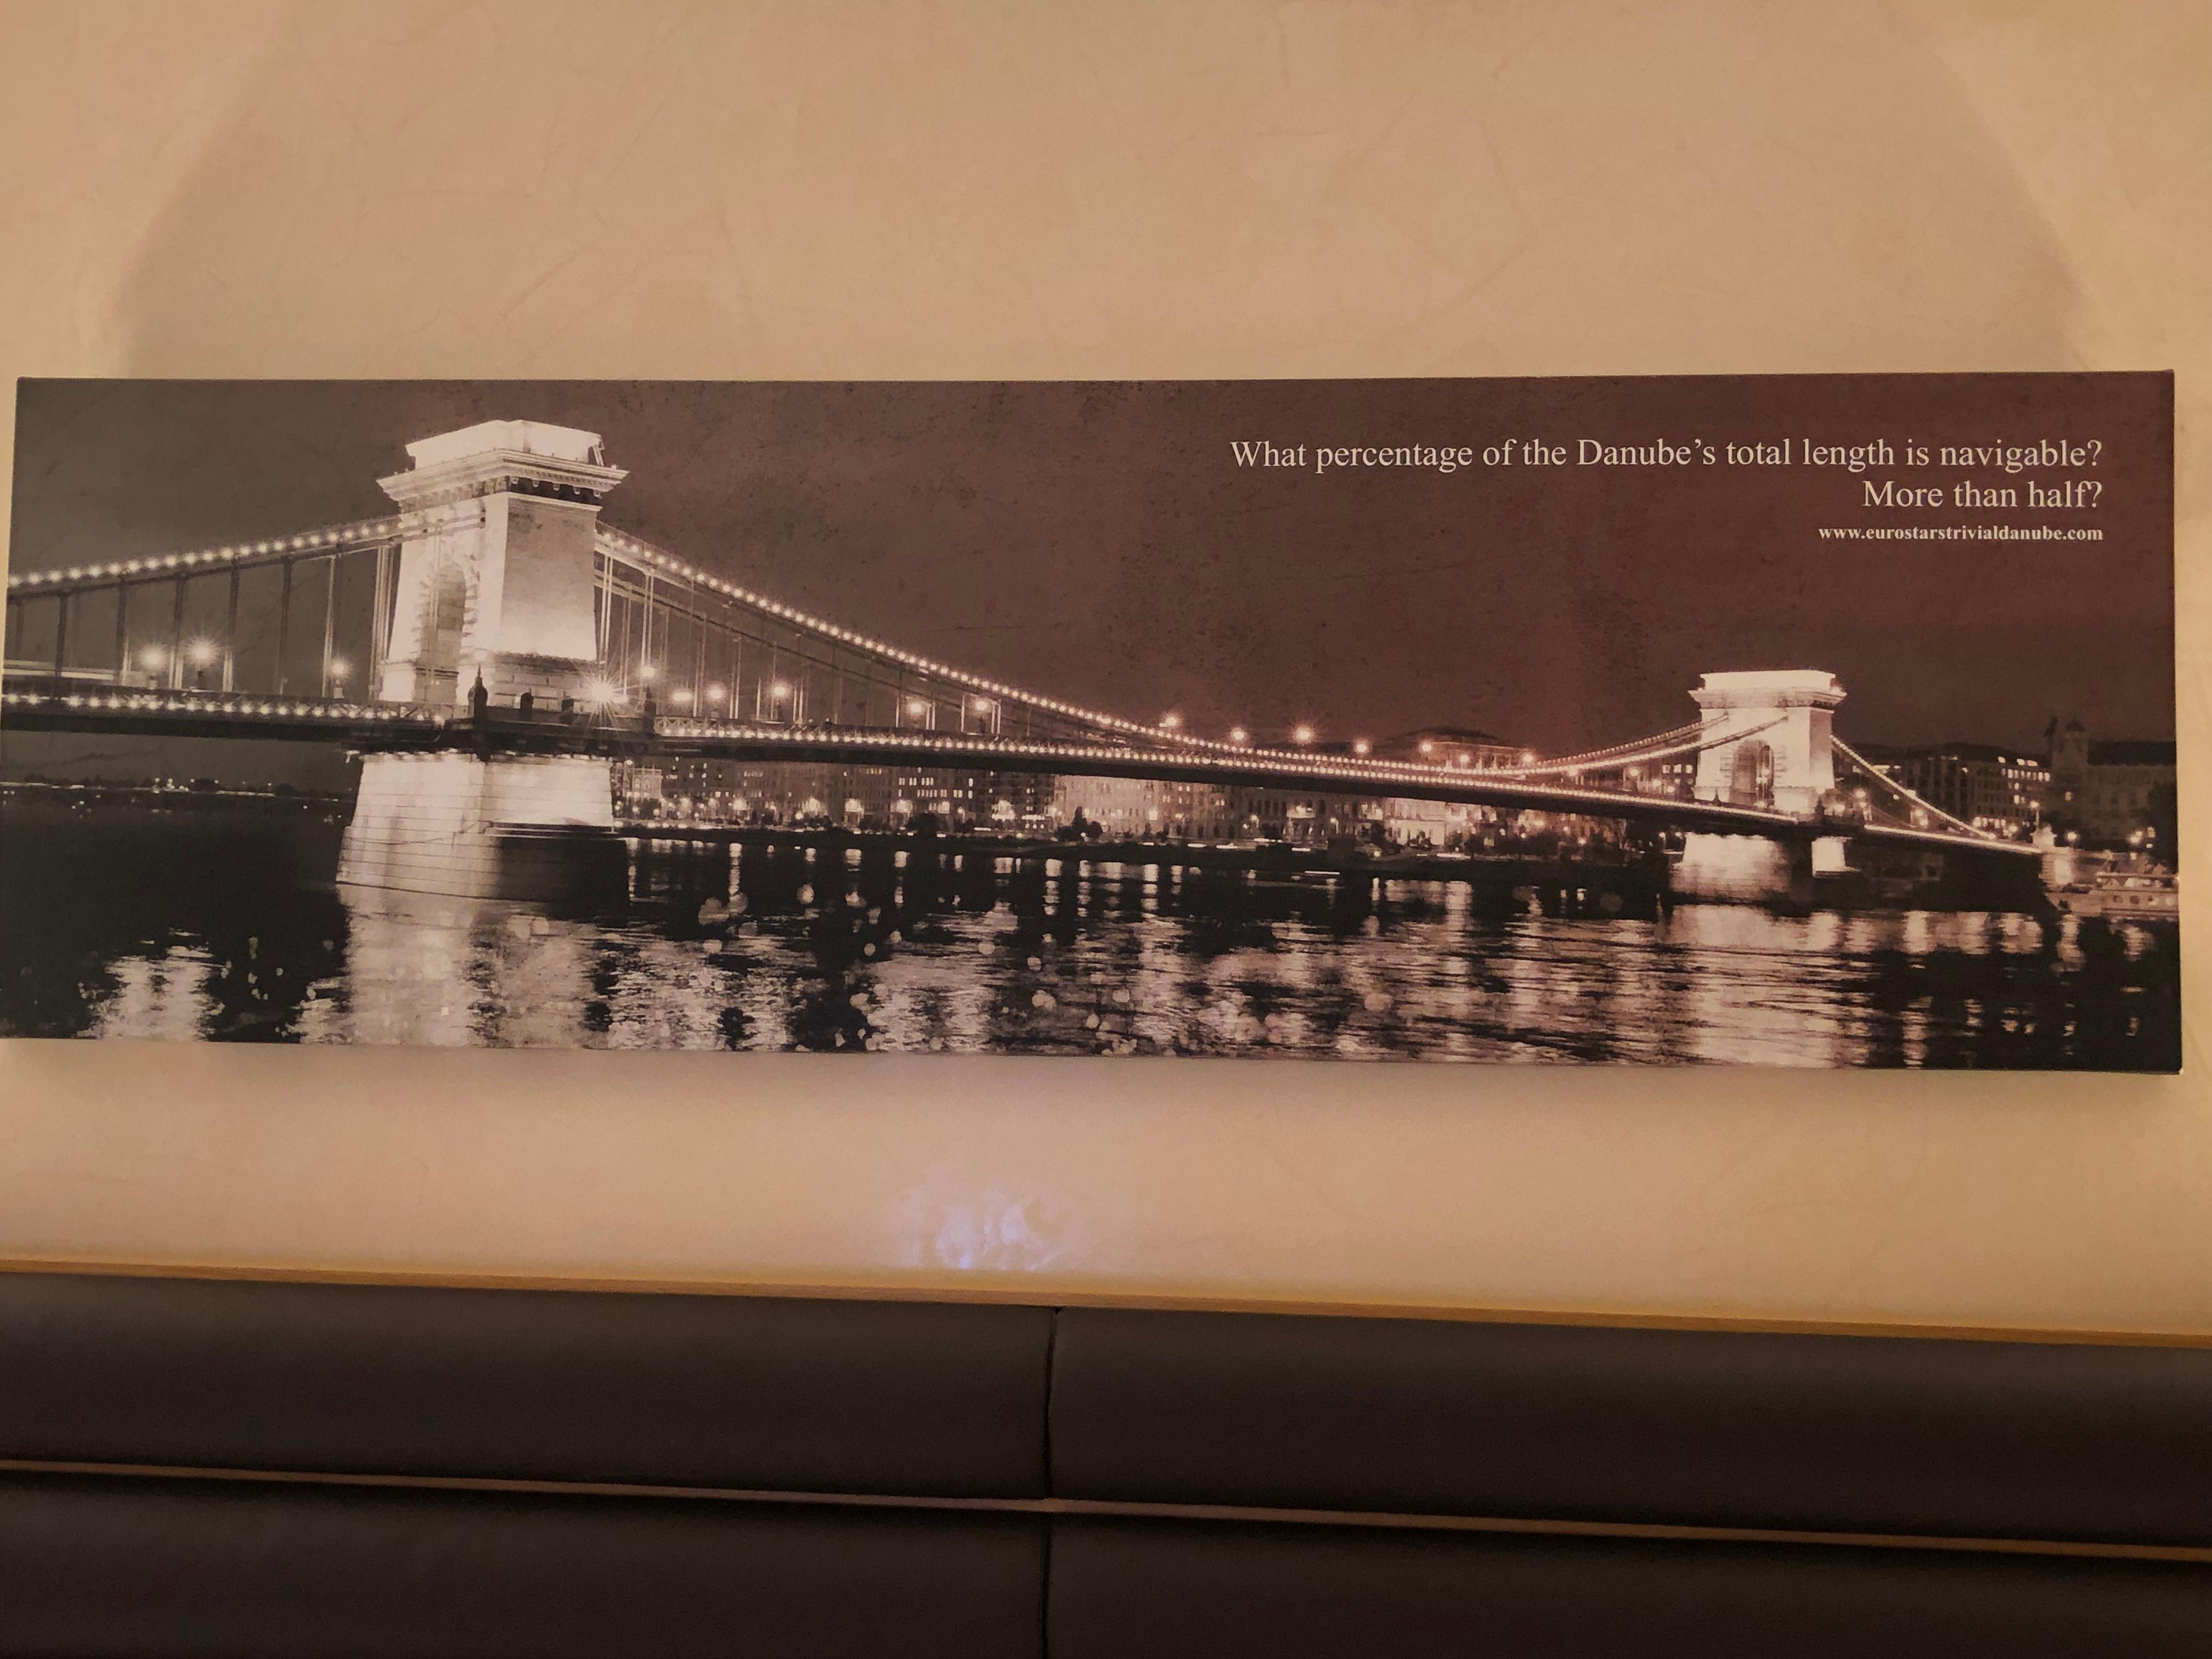 What percentage of the Danube’s total length is navigable?
More than half?
www.eurostarstrivialdanube.com